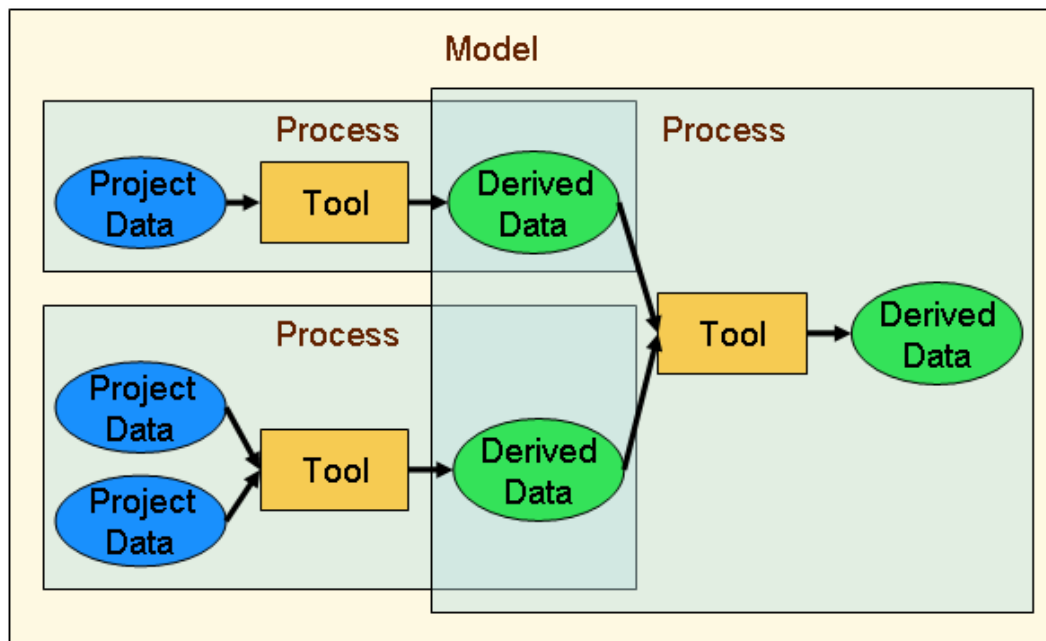 Model
Process
Process
Project
Data
Tool
Derived
Data
Process
Tool
Derived
Data
Project
Data
Tool
Derived
Data
Project
Data